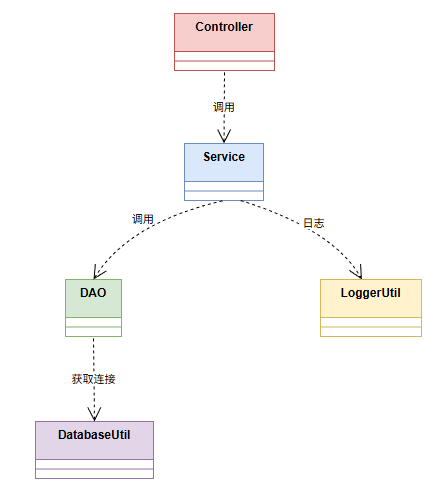 Controller
调用
Service
调用
日志
DAO
LoggerUtil
获取连接
DatabaseUtil